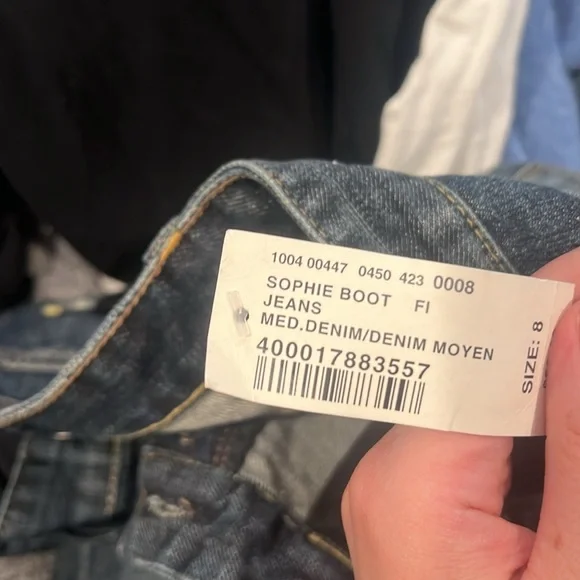 1004 00447 0450 423 0008
SOPHIE BOOT FI
JEANS
MED.DENIM/DENIM MOYEN
400017883557
SIZE: 8